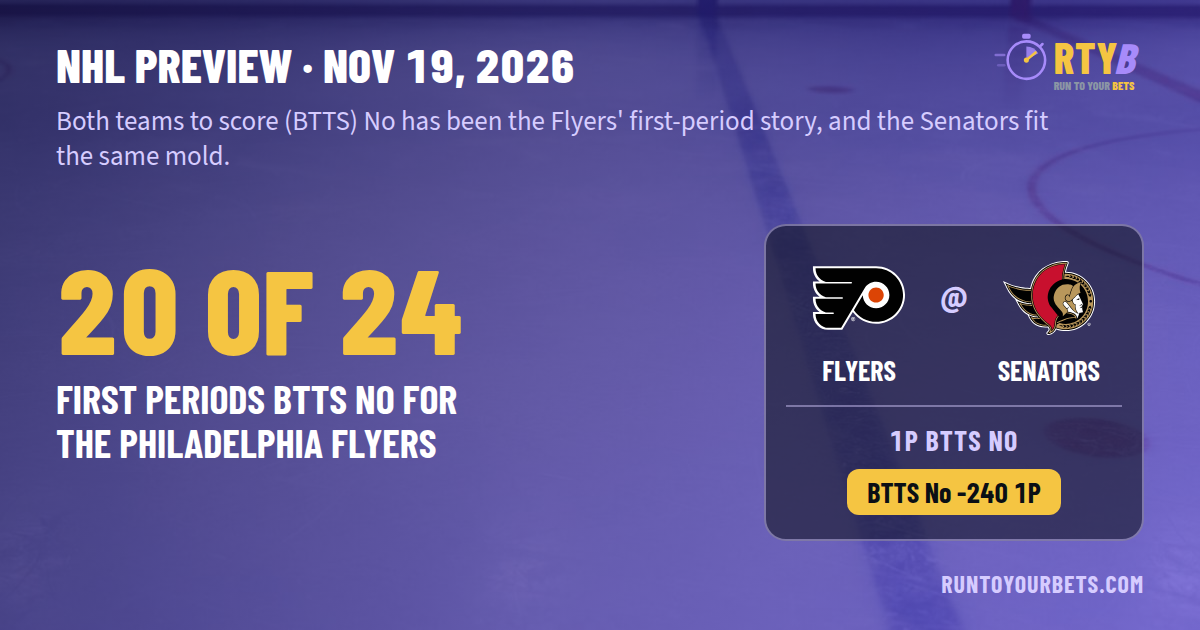 NHL PREVIEW · NOV 19, 2026
RTYB
RUN TO YOUR BETS
Both teams to score (BTTS) No has been the Flyers' first-period story, and the Senators fit
the same mold.
20 OF 24
FIRST PERIODS BTTS NO FOR
THE PHILADELPHIA FLYERS
@
FLYERS
SENATORS
1P BTTS NO
BTTS No -240 1P
RUNTOYOURBETS.COM